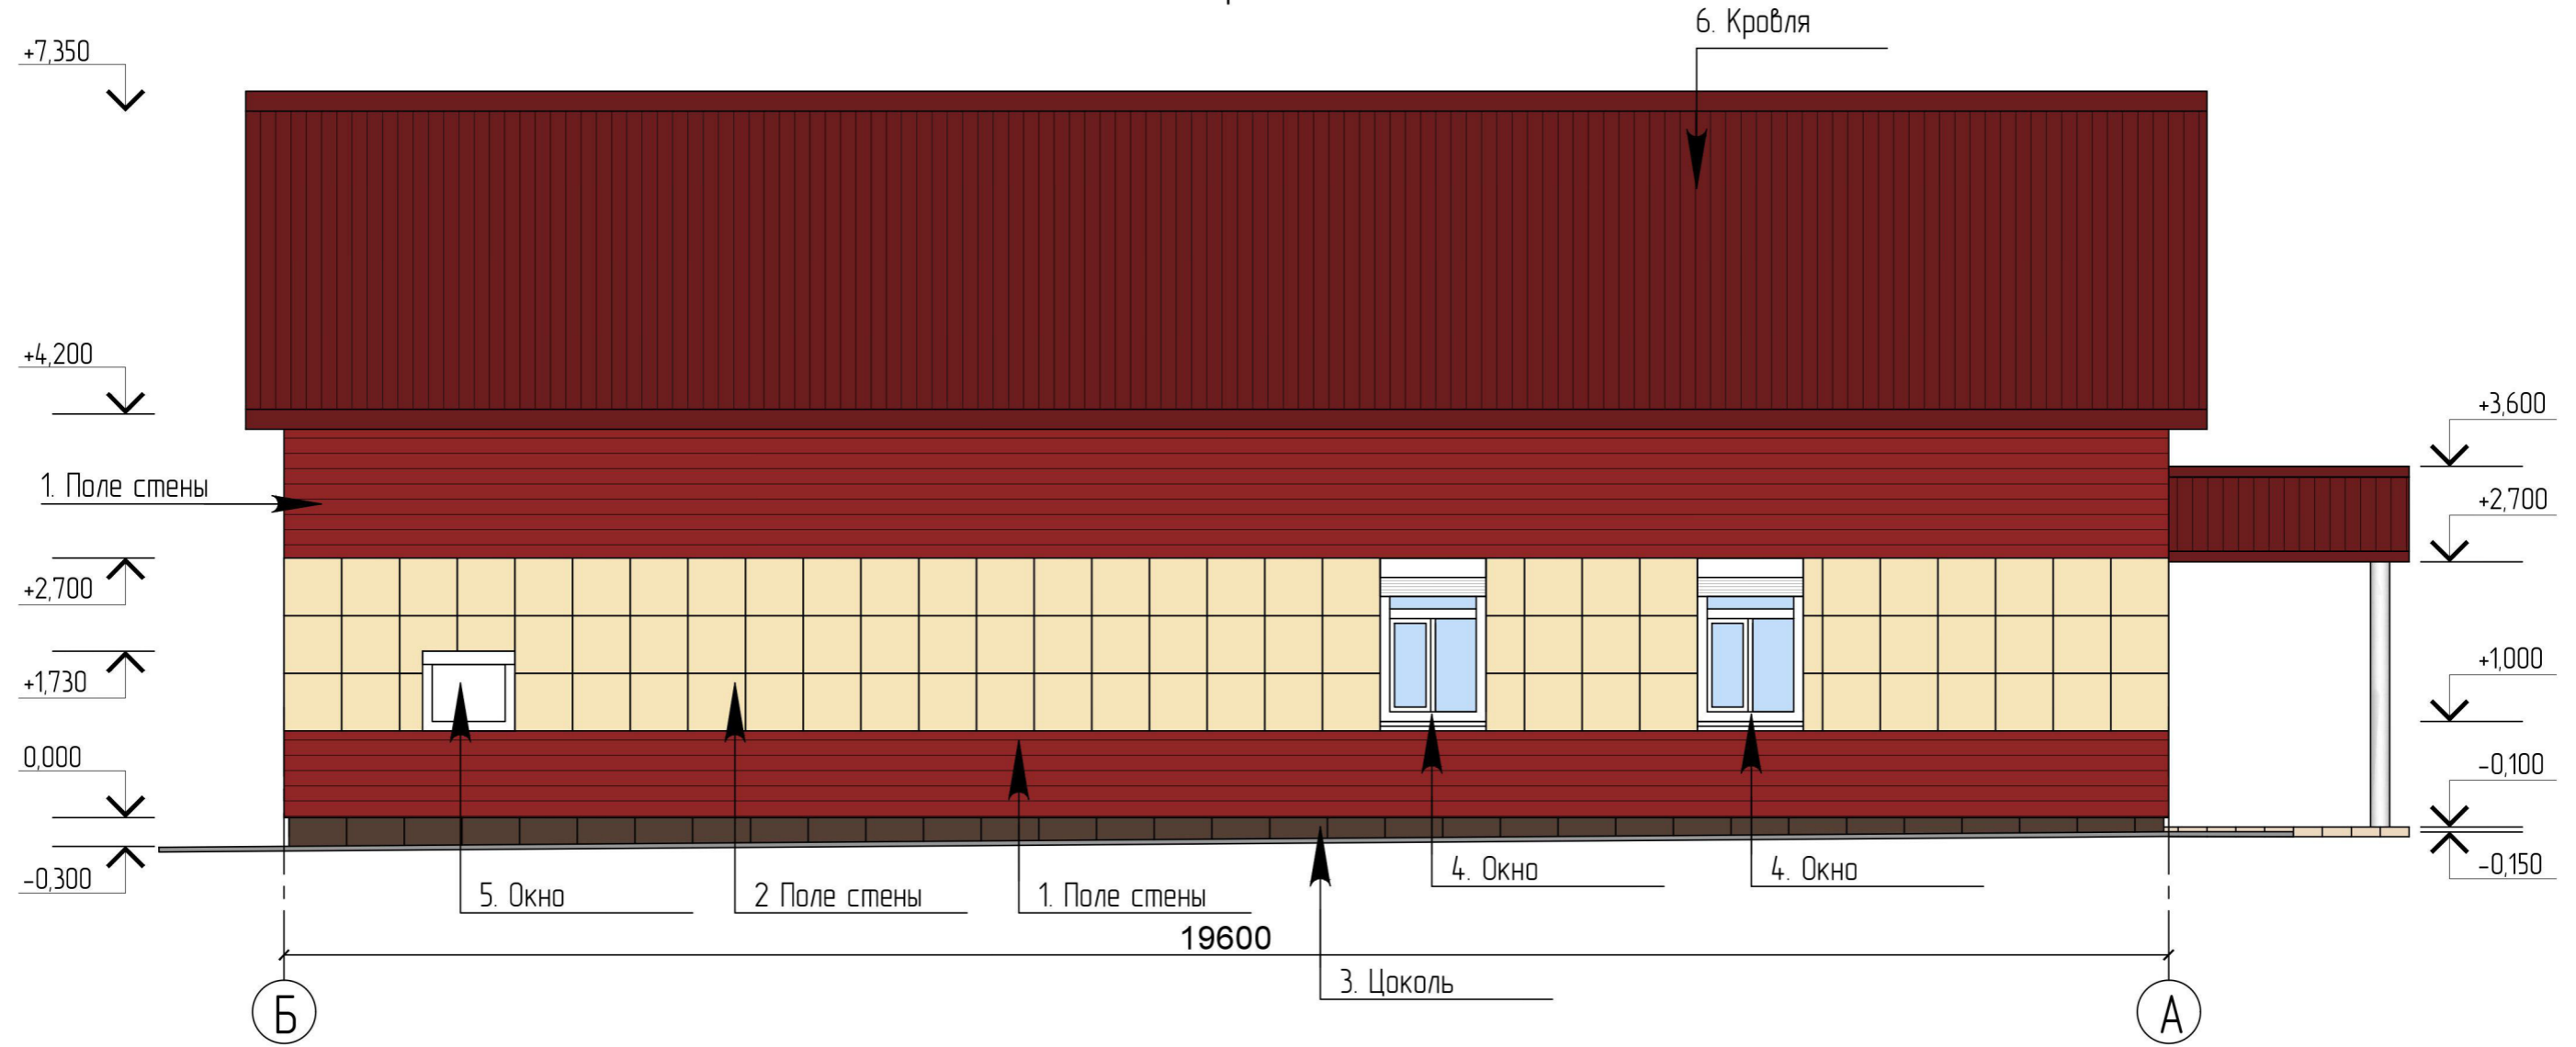 6. Кровля
+7,350
+4,200
+3,600
1. Поле стены
+2,700
+2,700
+1,730
+1,000
0,000
-0,100
-0,300
-0,150
5. Окно
2 Поле стены
1. Поле стены
4. Окно
4. Окно
19600
3. Цоколь
Б
А